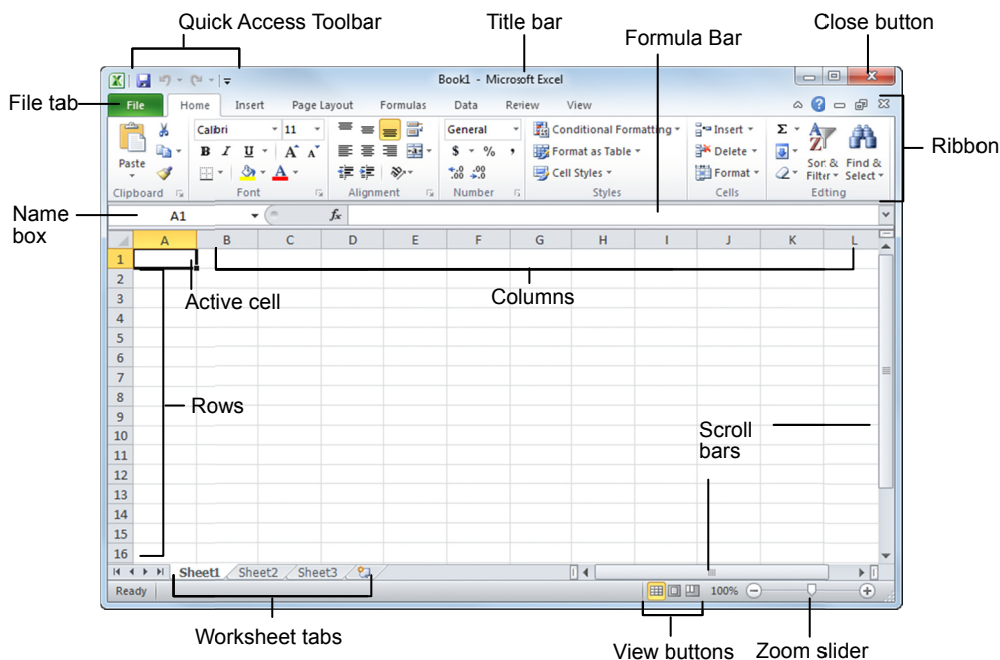 Quick Access Toolbar
Title bar
Formula Bar
Close button
Book1 - Microsoft Excel
File tab
File Home Insert Page Layout Formulas Data Review View
Calibri 11 General Conditional Formatting Insert Σ
Paste B I U A A $ % , Format as Table Delete
A Cell Styles Format Sort & Filter Find & Select
Clipboard Font Alignment Number Styles Cells Editing
Ribbon
Name box
A1 fx
A B C D E F G H I J K L
1
2
Active cell
Columns
3
4
5
6
7
8
Rows
9
10
Scroll bars
11
12
13
14
15
16
Sheet1 Sheet2 Sheet3
Ready 100%
Worksheet tabs
View buttons
Zoom slider